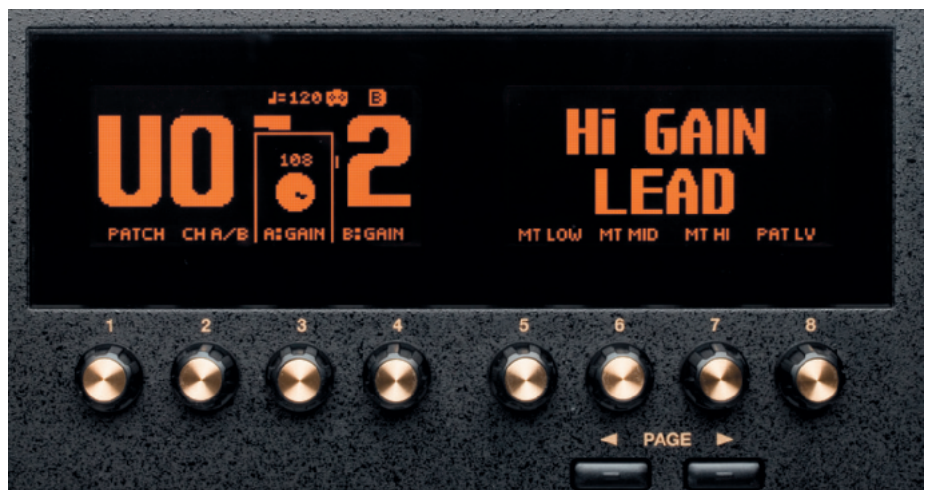 ♩=120 B
U0 2
108
PATCH CH A/B A:GAIN B:GAIN
Hi GAIN
LEAD
MT LOW MT MID MT HI PAT LV
1 2 3 4 5 6 7 8
◀ PAGE ▶